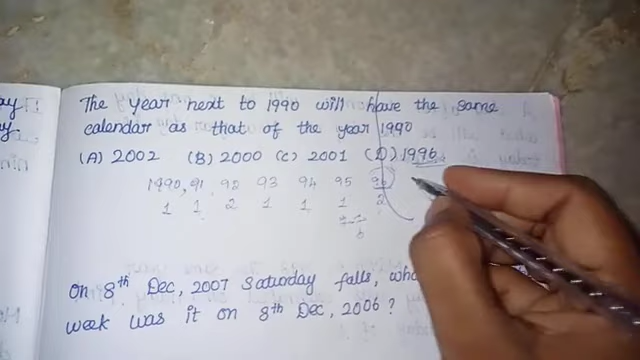 ay
y.
The year next to 1990 will have the same
calendar as that of the year 1990
(A) 2002 (B) 2000 (C) 2001 (D) 1996
1990, 91 92 93 94 95 96
1 1 2 1 1 1 2
On 8th Dec, 2007 Saturday falls,
week was it on 8th Dec, 2006?